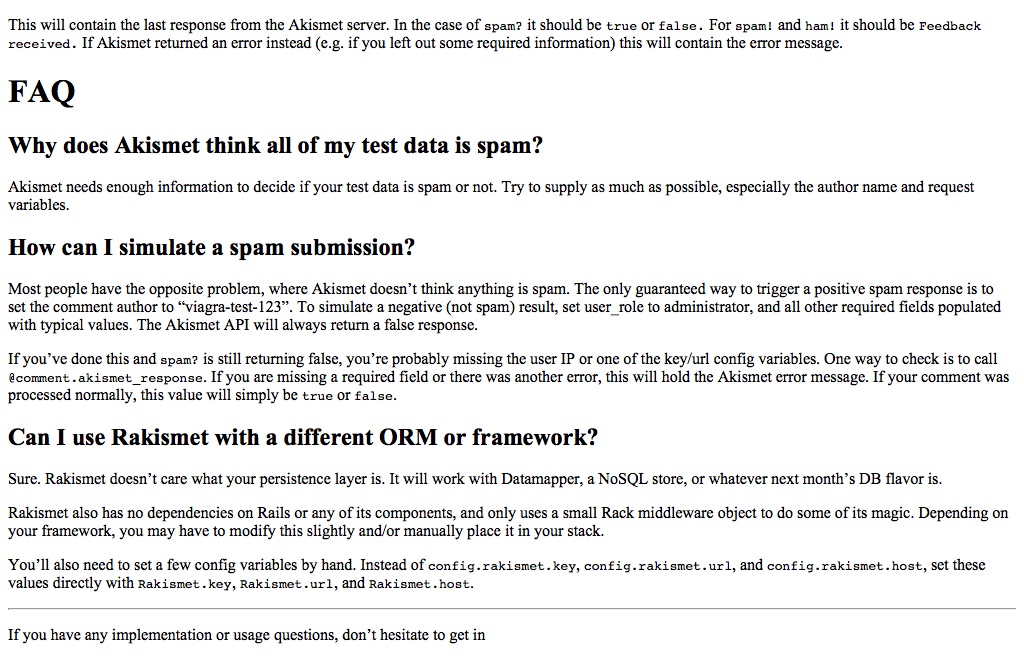 This will contain the last response from the Akismet server. In the case of spam? it should be true or false. For spam! and ham! it should be Feedback
received. If Akismet returned an error instead (e.g. if you left out some required information) this will contain the error message.
FAQ
Why does Akismet think all of my test data is spam?
Akismet needs enough information to decide if your test data is spam or not. Try to supply as much as possible, especially the author name and request
variables.
How can I simulate a spam submission?
Most people have the opposite problem, where Akismet doesn’t think anything is spam. The only guaranteed way to trigger a positive spam response is to
set the comment author to “viagra-test-123”. To simulate a negative (not spam) result, set user_role to administrator, and all other required fields populated
with typical values. The Akismet API will always return a false response.
If you’ve done this and spam? is still returning false, you’re probably missing the user IP or one of the key/url config variables. One way to check is to call
@comment.akismet_response. If you are missing a required field or there was another error, this will hold the Akismet error message. If your comment was
processed normally, this value will simply be true or false.
Can I use Rakismet with a different ORM or framework?
Sure. Rakismet doesn’t care what your persistence layer is. It will work with Datamapper, a NoSQL store, or whatever next month’s DB flavor is.
Rakismet also has no dependencies on Rails or any of its components, and only uses a small Rack middleware object to do some of its magic. Depending on
your framework, you may have to modify this slightly and/or manually place it in your stack.
You’ll also need to set a few config variables by hand. Instead of config.rakismet.key, config.rakismet.url, and config.rakismet.host, set these
values directly with Rakismet.key, Rakismet.url, and Rakismet.host.
If you have any implementation or usage questions, don’t hesitate to get in